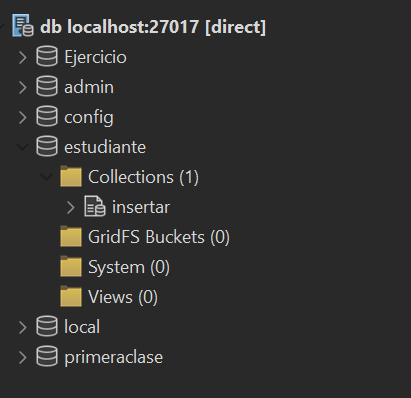 db localhost:27017 [direct]
Ejercicio
admin
config
estudiante
Collections (1)
insertar
GridFS Buckets (0)
System (0)
Views (0)
local
primeraclase